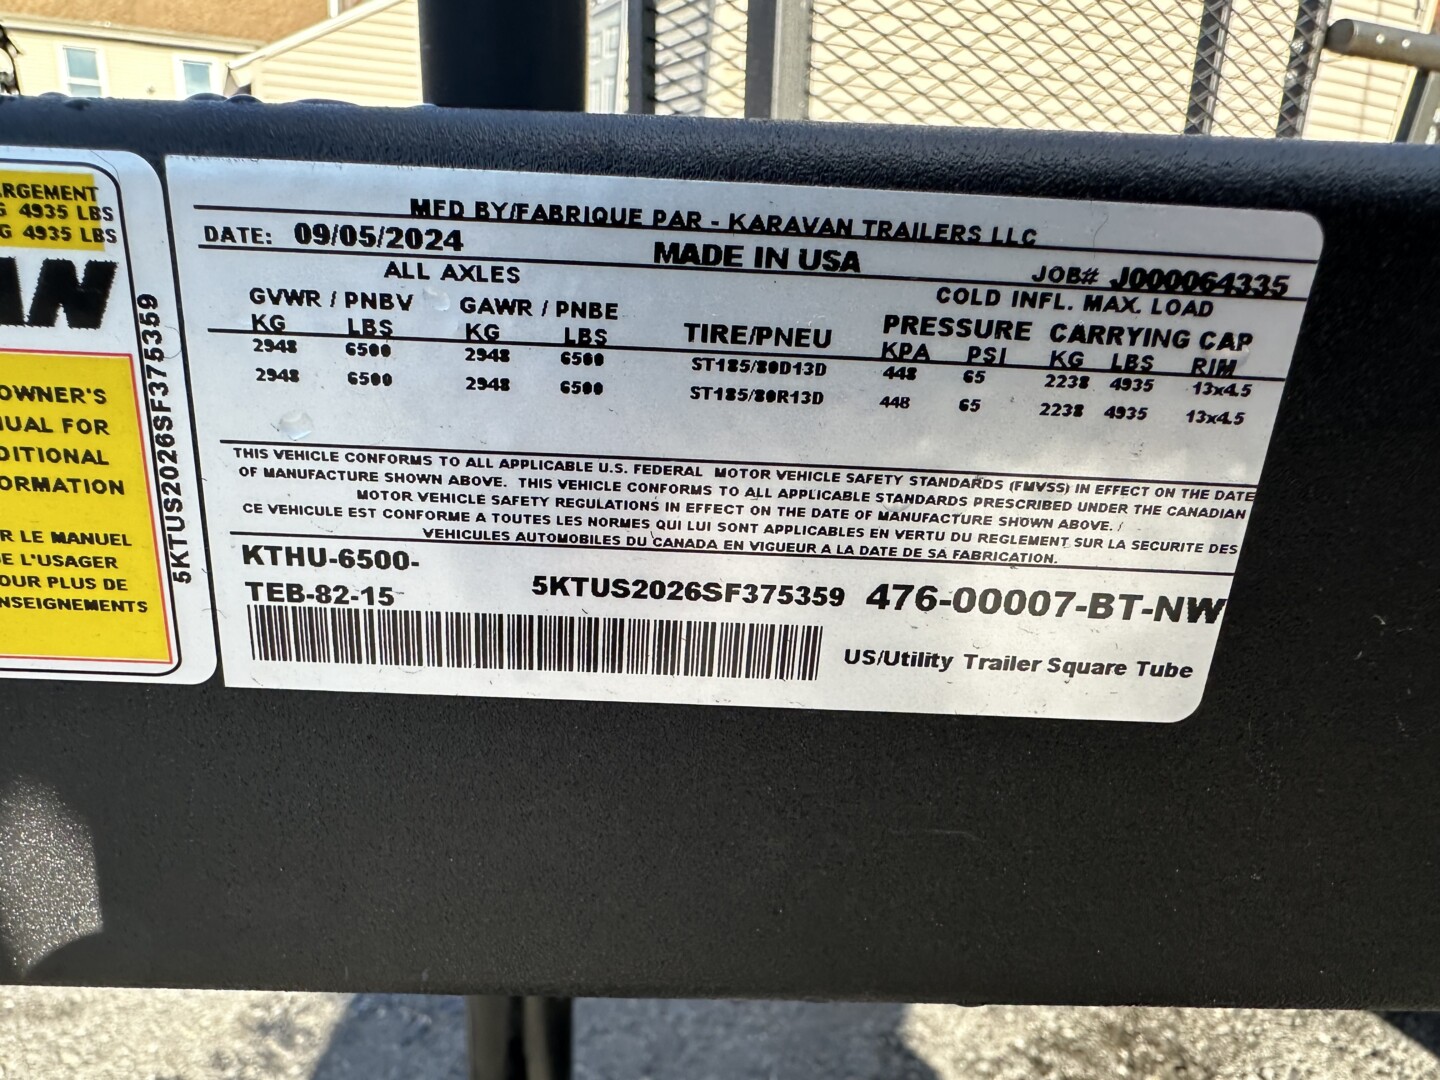 RGEMENT
4935 LBS
G 4935 LBS
AN
OWNER'S
UAL FOR
DITIONAL
ORMATION
R LE MANUEL
E L'USAGER
OUR PLUS DE
NSEIGNEMENTS
5KTUS2026SF375359
MFD BY/FABRIQUE PAR - KARAVAN TRAILERS LLC
DATE: 09/05/2024 MADE IN USA JOB# J000064335
ALL AXLES COLD INFL. MAX. LOAD
GVWR / PNBV GAWR / PNBE TIRE/PNEU PRESSURE CARRYING CAP
KG LBS KG LBS KPA PSI KG LBS RIM
2948 6500 2948 6500 ST185/80D13D 448 65 2238 4935 13x4.5
2948 6500 2948 6500 ST185/80R13D 448 65 2238 4935 13x4.5
THIS VEHICLE CONFORMS TO ALL APPLICABLE U.S. FEDERAL MOTOR VEHICLE SAFETY STANDARDS (FMVSS) IN EFFECT ON THE DATE
OF MANUFACTURE SHOWN ABOVE. THIS VEHICLE CONFORMS TO ALL APPLICABLE STANDARDS PRESCRIBED UNDER THE CANADIAN
MOTOR VEHICLE SAFETY REGULATIONS IN EFFECT ON THE DATE OF MANUFACTURE SHOWN ABOVE. /
CE VEHICULE EST CONFORME A TOUTES LES NORMES QUI LUI SONT APPLICABLES EN VERTU DU REGLEMENT SUR LA SECURITE DES
VEHICULES AUTOMOBILES DU CANADA EN VIGUEUR A LA DATE DE SA FABRICATION.
KTHU-6500-
TEB-82-15 5KTUS2026SF375359 476-00007-BT-NW
US/Utility Trailer Square Tube